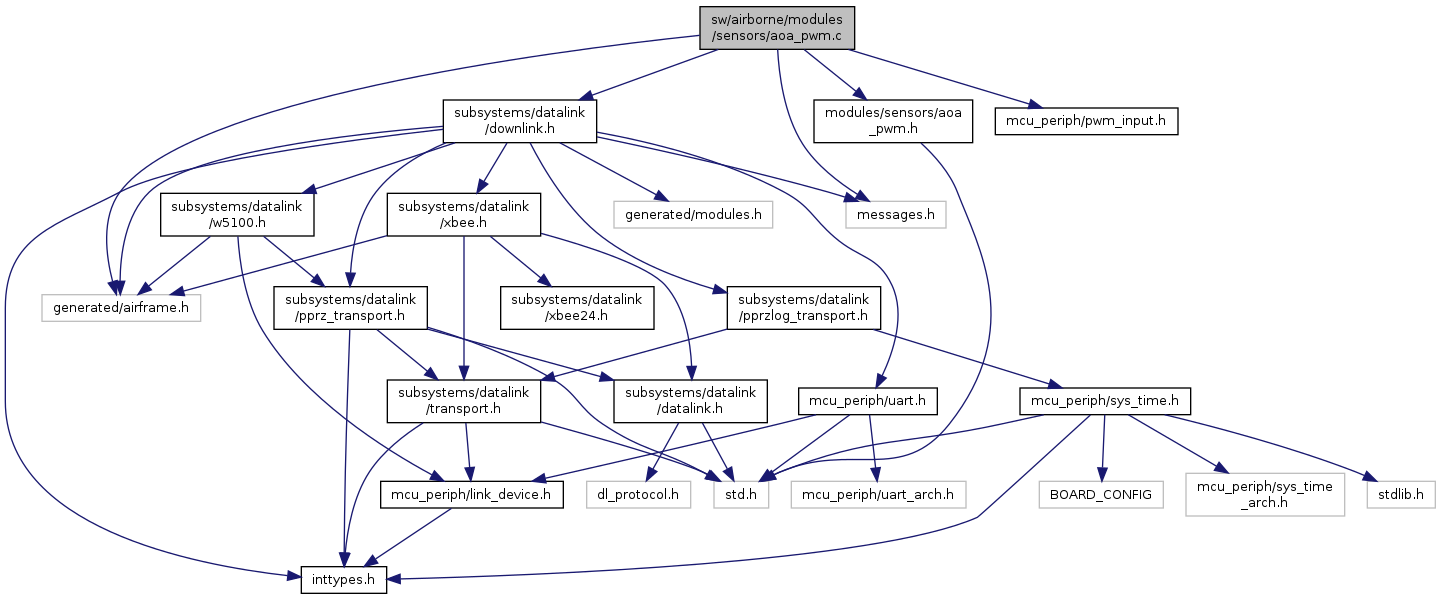 sw/airborne/modules
/sensors/aoa_pwm.c
subsystems/datalink
/downlink.h
modules/sensors/aoa
_pwm.h
mcu_periph/pwm_input.h
subsystems/datalink
/w5100.h
subsystems/datalink
/xbee.h
generated/modules.h
messages.h
generated/airframe.h
subsystems/datalink
/pprz_transport.h
subsystems/datalink
/xbee24.h
subsystems/datalink
/pprzlog_transport.h
subsystems/datalink
/transport.h
subsystems/datalink
/datalink.h
mcu_periph/uart.h
mcu_periph/sys_time.h
mcu_periph/link_device.h
dl_protocol.h
std.h
mcu_periph/uart_arch.h
BOARD_CONFIG
mcu_periph/sys_time
_arch.h
stdlib.h
inttypes.h